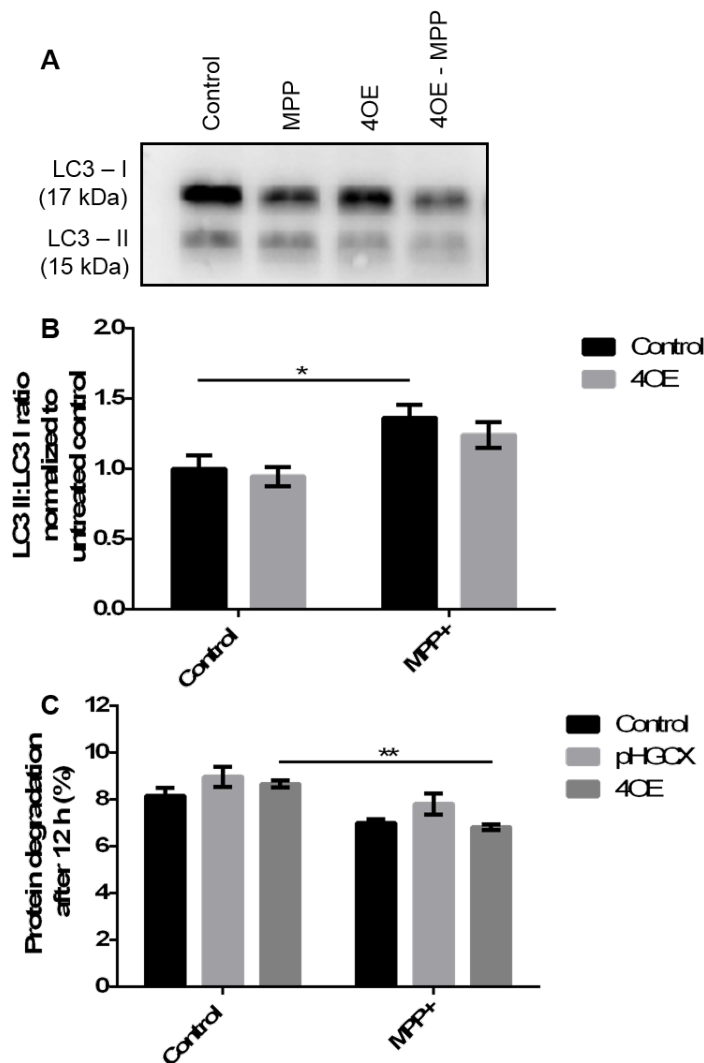 A
Control
MPP
4OE
4OE - MPP
LC3 – I
(17 kDa)
LC3 – II
(15 kDa)
B
LC3 II:LC3 I ratio
normalized to
untreated control
2.0
1.5
1.0
0.5
0.0
*
Control
MPP+
Control
4OE
C
Protein degradation
after 12 h (%)
12
10
8
6
4
2
0
**
Control
MPP+
Control
pHGCX
4OE